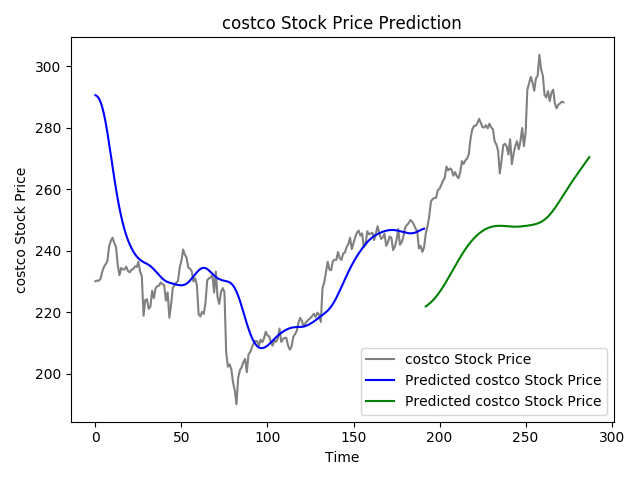 costco Stock Price Prediction
costco Stock Price
300
280
260
240
220
200
0
50
100
150
200
250
300
Time
costco Stock Price
Predicted costco Stock Price
Predicted costco Stock Price